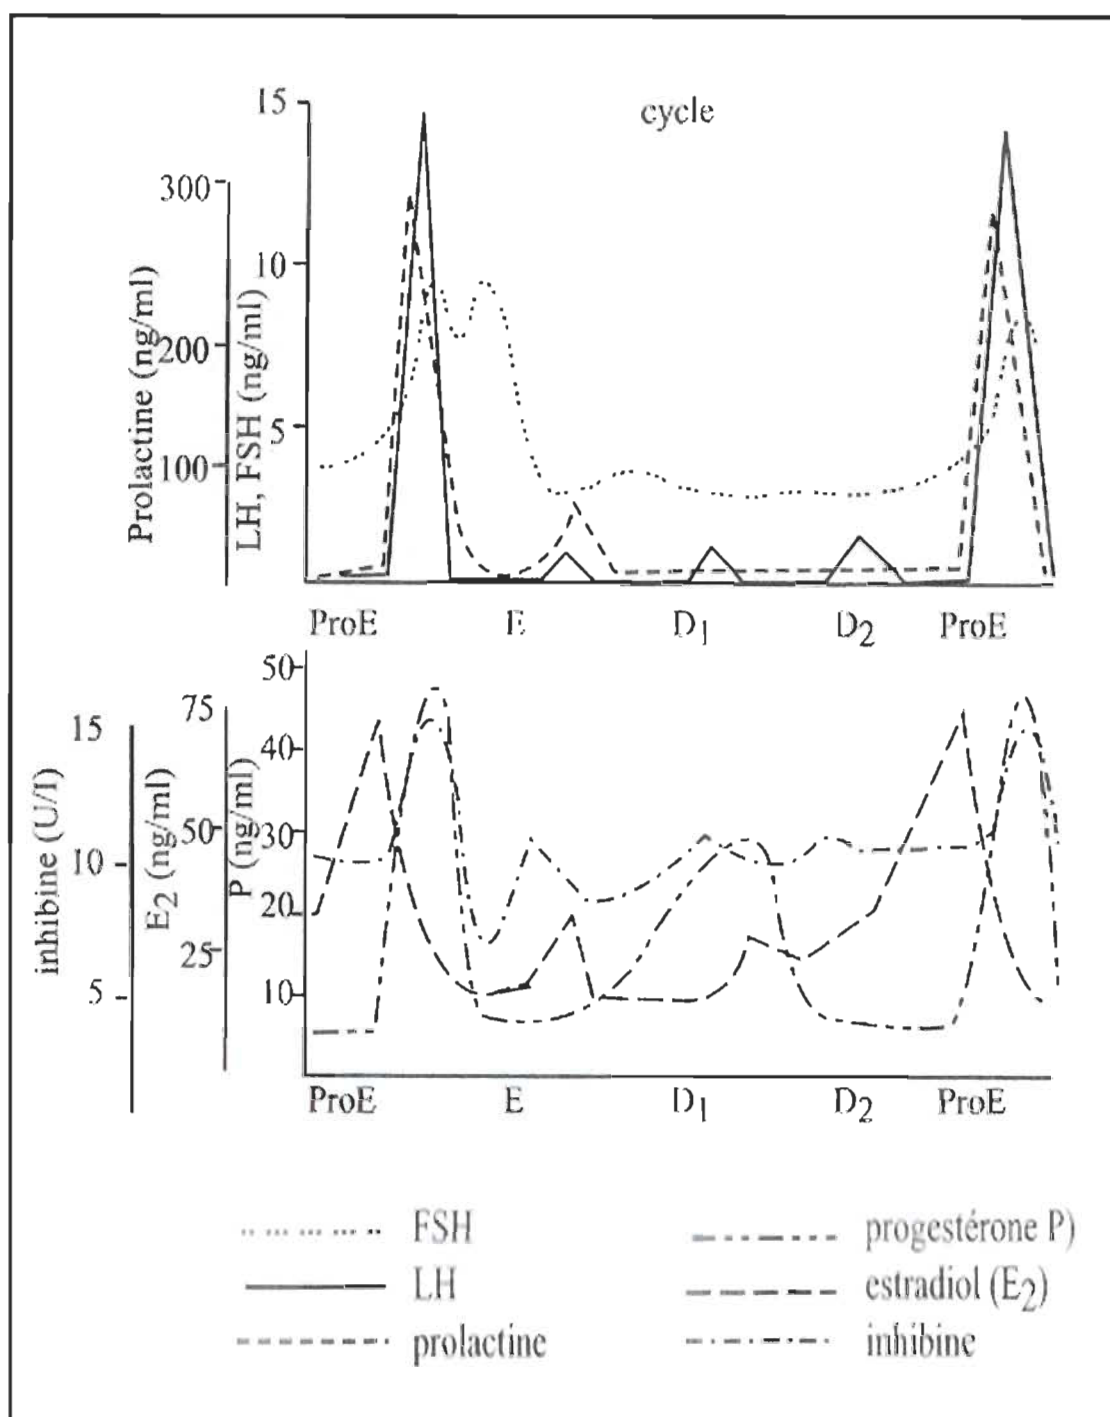 cycle
15
10
5
300
200
100
Prolactine (ng/ml)
LH, FSH (ng/ml)
ProE E D1 D2 ProE
50
40
30
20
10
75
50
25
15
10
5
inhibine (U/I)
E2 (ng/ml)
P (ng/ml)
ProE E D1 D2 ProE
FSH
LH
prolactine
progestérone P)
estradiol (E2)
inhibine